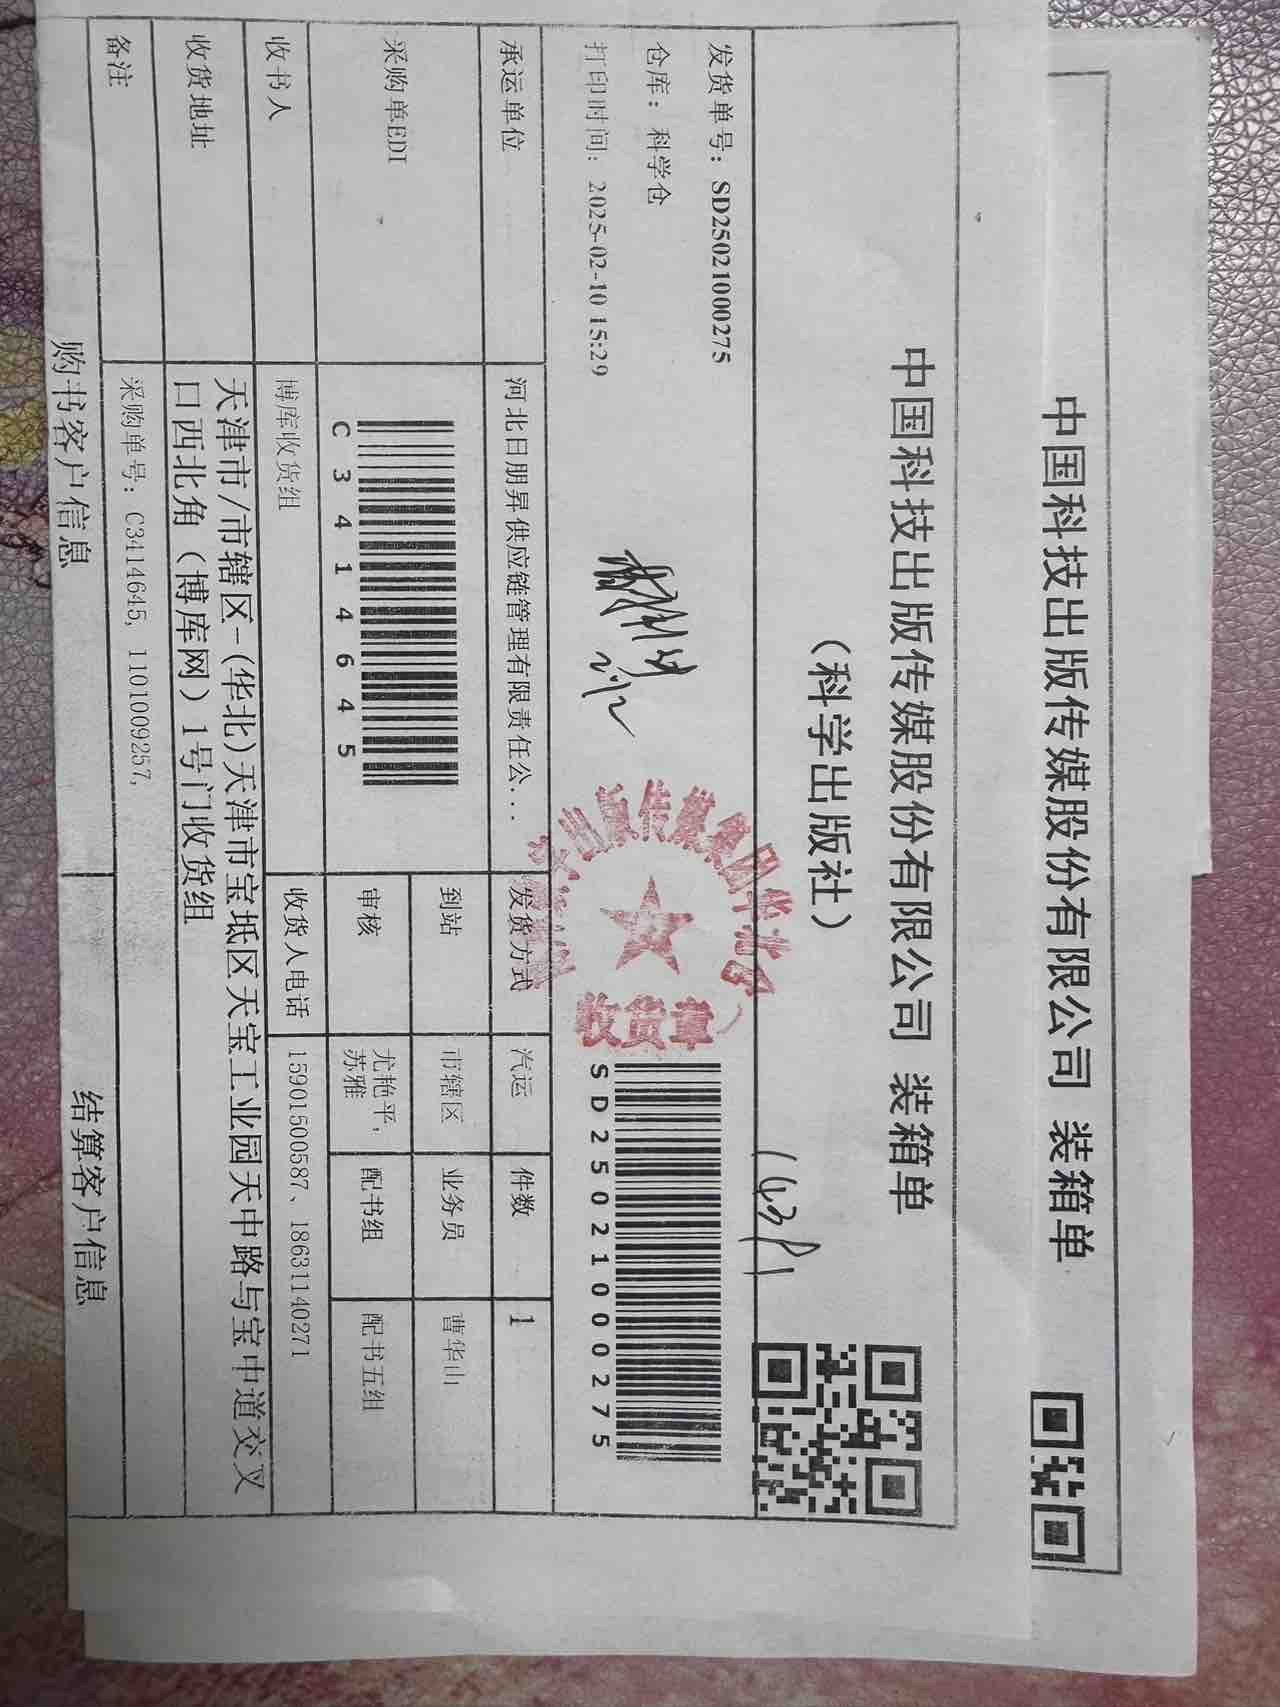 中国科技出版传媒股份有限公司 装箱单
中国科技出版传媒股份有限公司 装箱单
（科学出版社）
发货单号：SD2502100275
仓库：科学仓
打印时间：2025-02-10 15:29
收货章
SD2502100275
承运单位 河北日朋昇供应链管理有限责任公... 发货方式 汽运 件数 1
采购单EDI C3414645 到站 市辖区 业务员 曹华山
审核 尤艳平,苏雅 配书组 配书五组
收书人 博库收货组 收货人电话 15901500587、18631140271
收货地址 天津市/市辖区-(华北)天津市宝坻区天宝工业园天中路与宝中道交叉
口西北角（博库网）1号门收货组
备注 采购单号：C3414645, 1101009257,
购书客户信息 结算客户信息